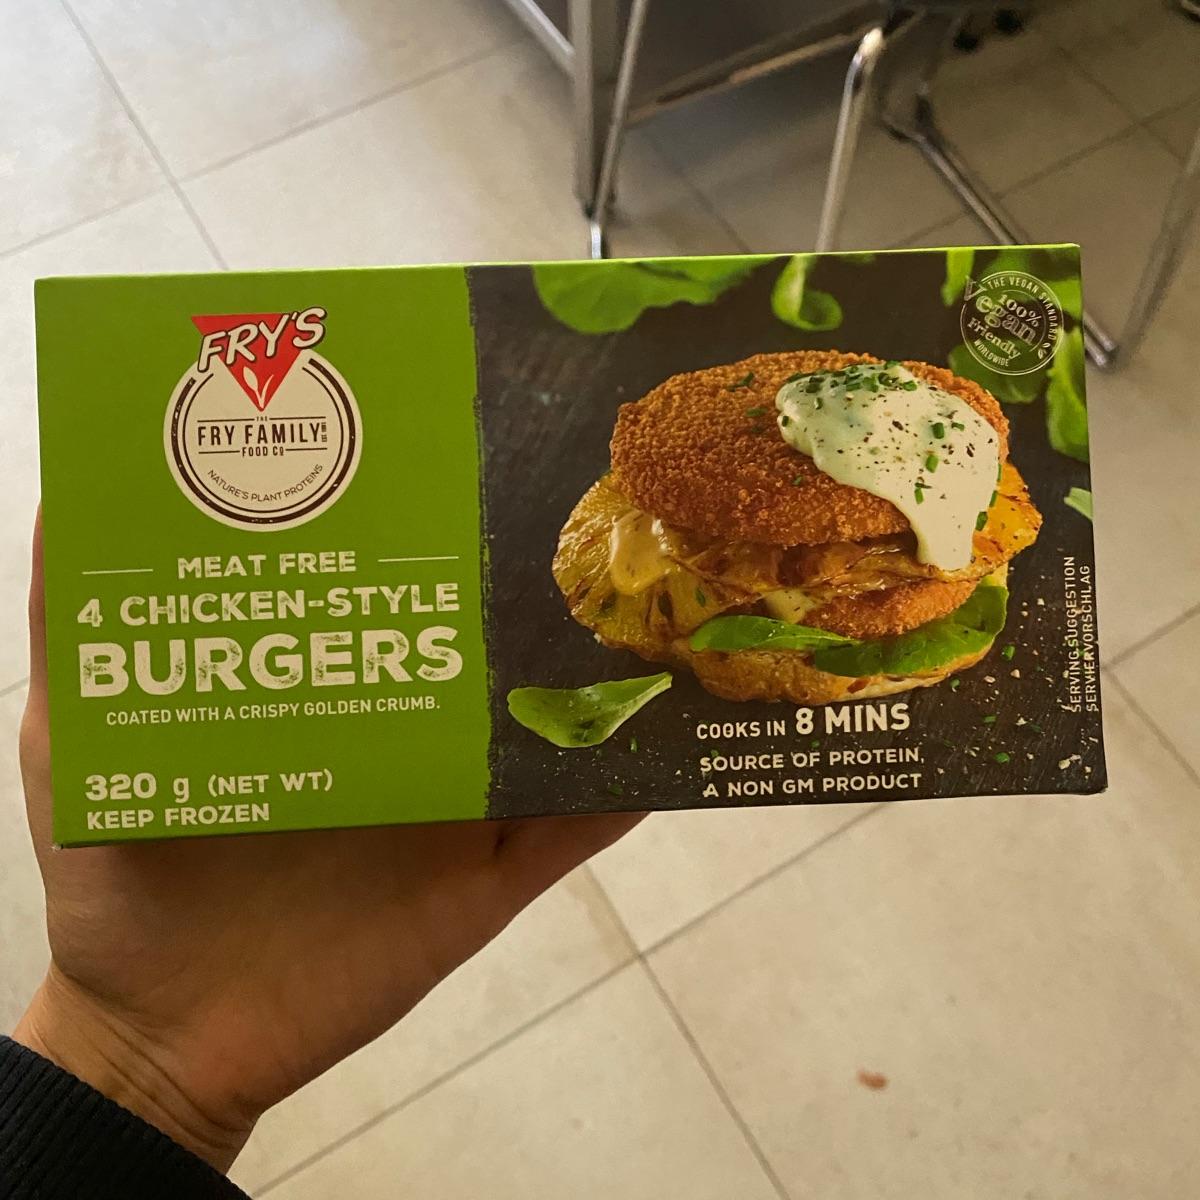 FRY'S
THE
FRY FAMILY
FOOD CO
NATURE'S PLANT PROTEINS
MEAT FREE
4 CHICKEN-STYLE
BURGERS
COATED WITH A CRISPY GOLDEN CRUMB.
320 g (NET WT)
KEEP FROZEN
THE VEGAN STANDARD
100%
Vegan
Friendly
WORLDWIDE
COOKS IN 8 MINS
SOURCE OF PROTEIN,
A NON GM PRODUCT
SERVING SUGGESTION
SERVIERVORSCHLAG